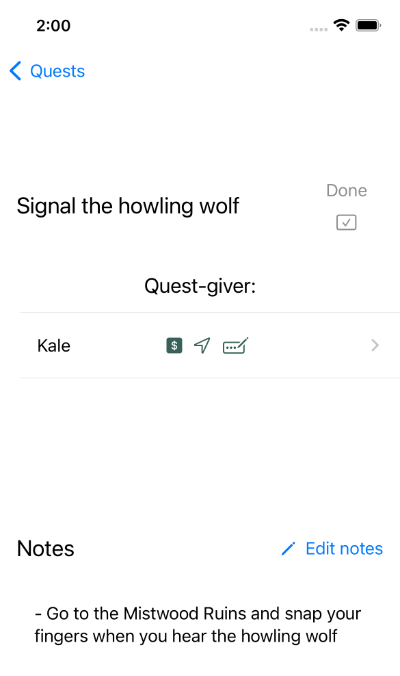 2:00
Quests
Done
Signal the howling wolf
Quest-giver:
Kale
$
Notes
Edit notes
- Go to the Mistwood Ruins and snap your
fingers when you hear the howling wolf